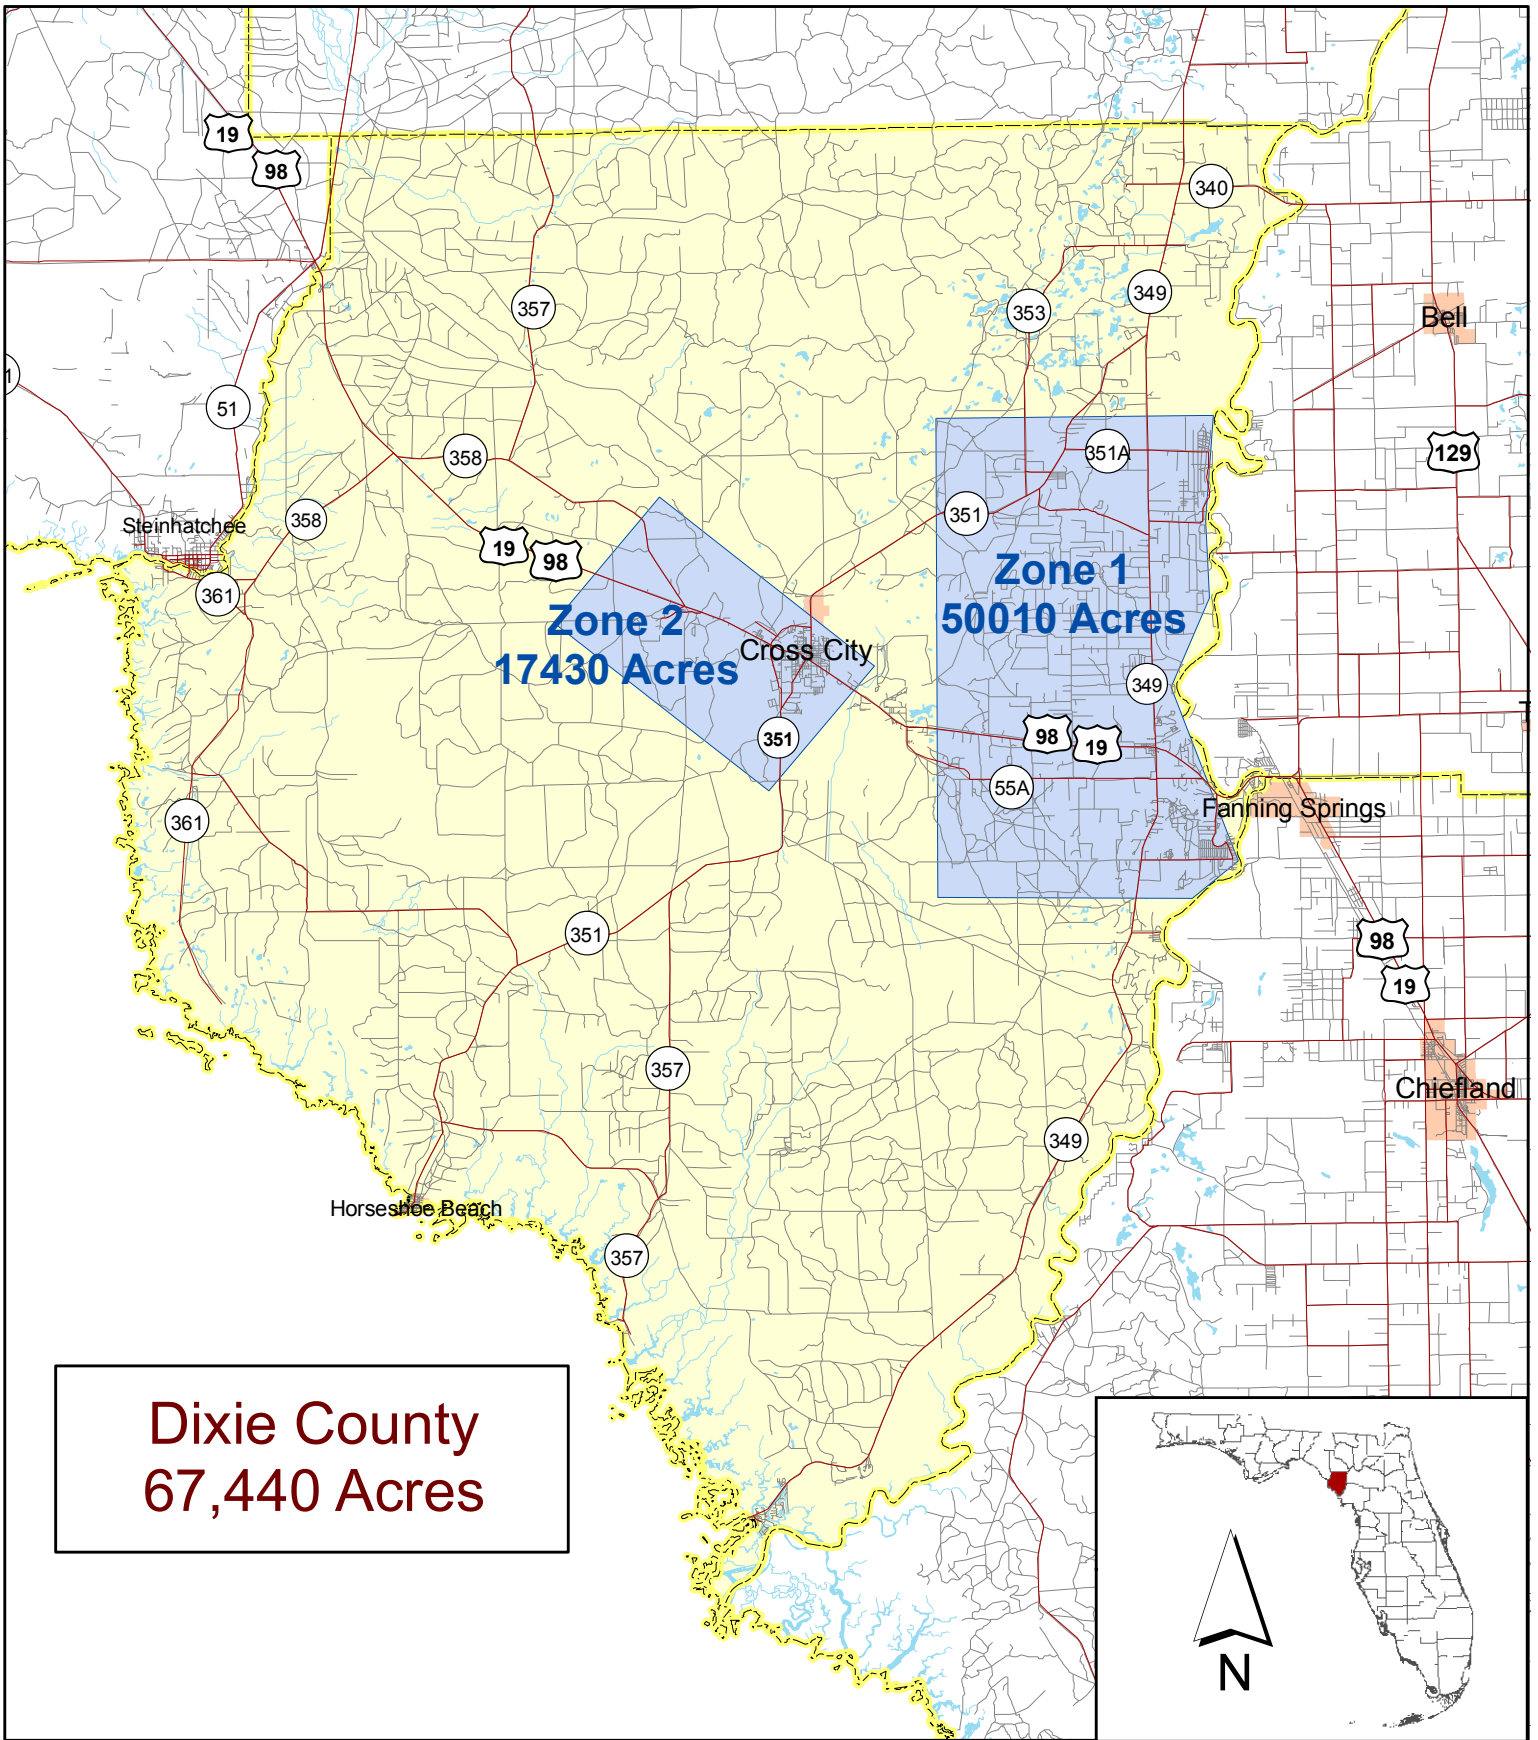 19
98
340
357
353
349
Bell
1
51
358
351A
129
351
358
Steinhatchee
19
98
Zone 1
50010 Acres
361
Zone 2
17430 Acres
Cross City
349
351
98
19
55A
Fanning Springs
361
351
98
19
357
Chiefland
349
Horseshoe Beach
357
Dixie County
67,440 Acres
N